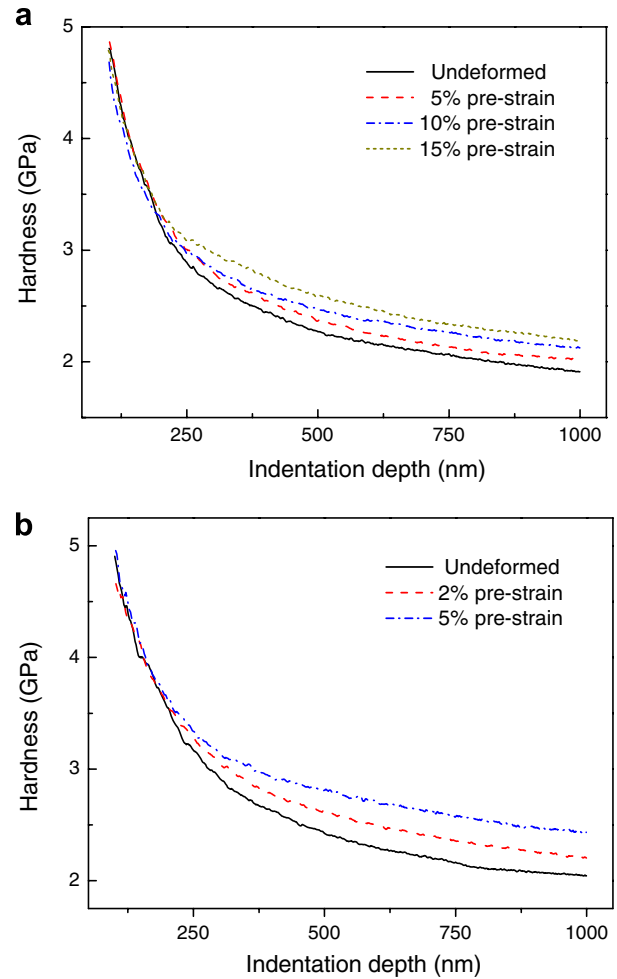 a
5
4
3
2
Hardness (GPa)
Undeformed
5% pre-strain
10% pre-strain
15% pre-strain
250
500
750
1000
Indentation depth (nm)
b
5
4
3
2
Hardness (GPa)
Undeformed
2% pre-strain
5% pre-strain
250
500
750
1000
Indentation depth (nm)